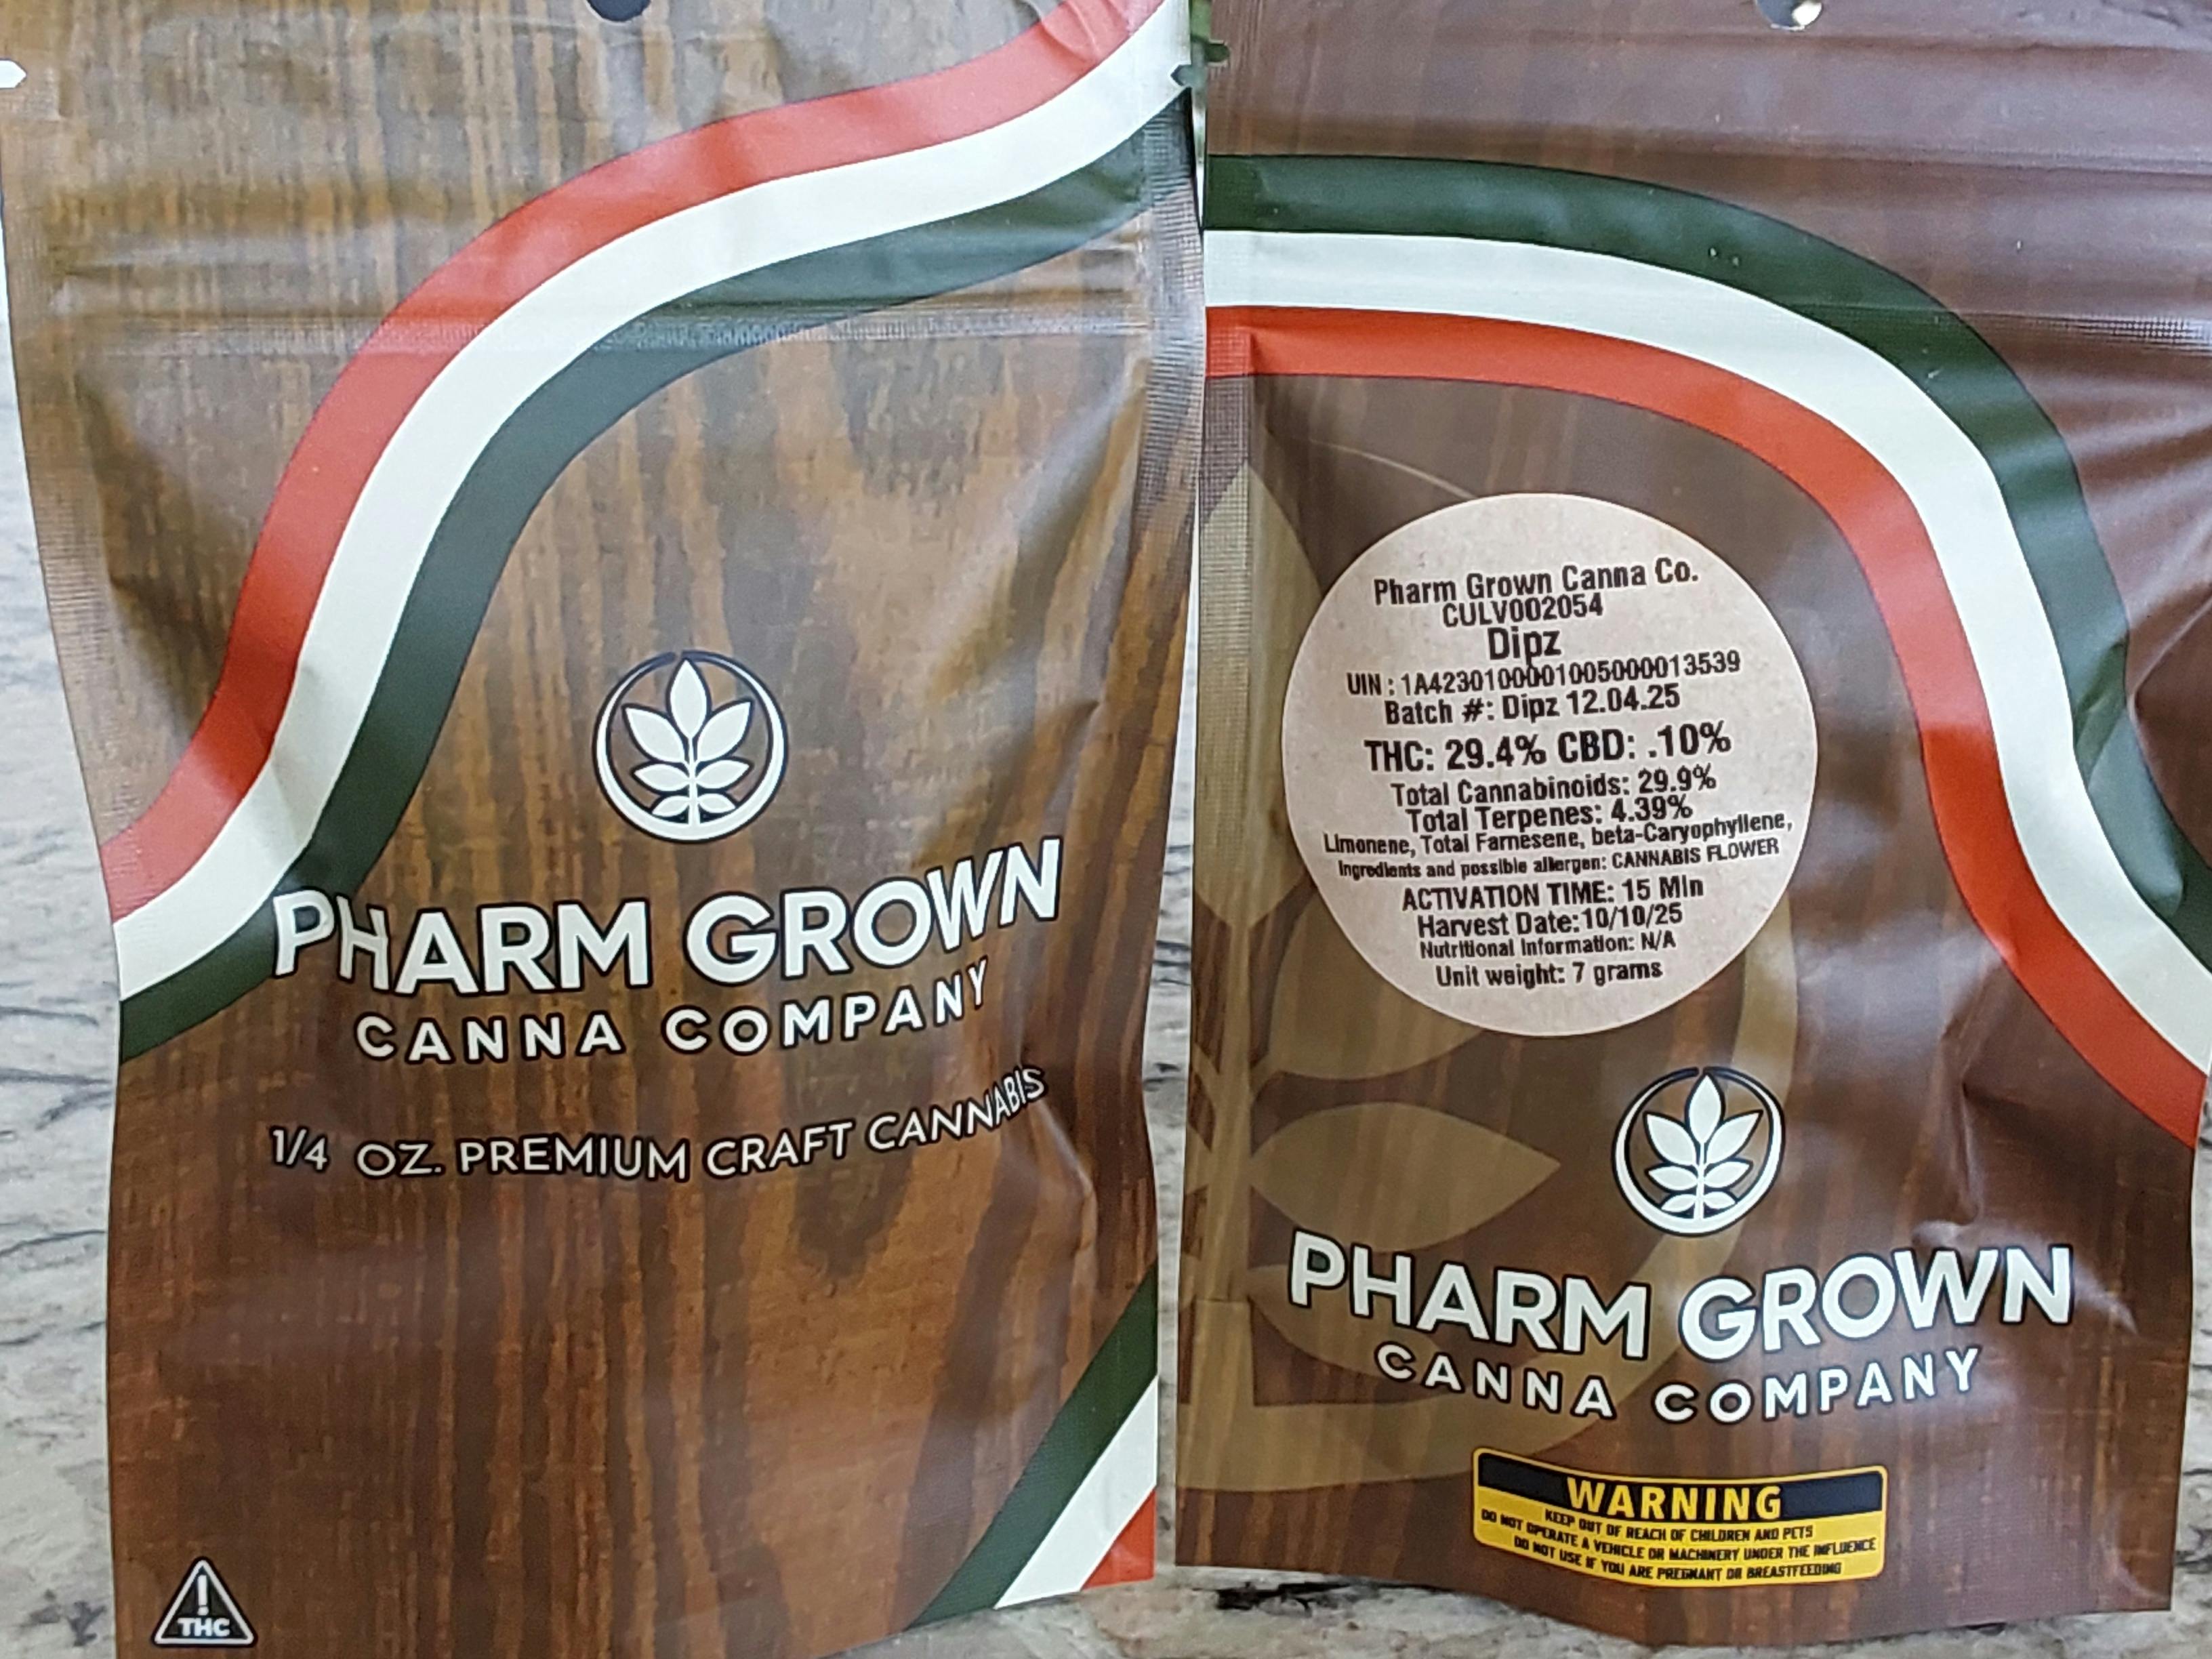 PHARM GROWN
CANNA COMPANY
1/4 OZ. PREMIUM CRAFT CANNABIS
!
THC
Pharm Grown Canna Co.
CULV002054
Dipz
UIN : 1A4230100001005000013539
Batch #: Dipz 12.04.25
THC: 29.4% CBD: .10%
Total Cannabinoids: 29.9%
Total Terpenes: 4.39%
Limonene, Total Farnesene, beta-Caryophyllene,
Ingredients and possible allergen: CANNABIS FLOWER
ACTIVATION TIME: 15 Min
Harvest Date:10/10/25
Nutritional Information: N/A
Unit weight: 7 grams
PHARM GROWN
CANNA COMPANY
WARNING
KEEP OUT OF REACH OF CHILDREN AND PETS
DO NOT OPERATE A VEHICLE OR MACHINERY UNDER THE INFLUENCE
DO NOT USE IF YOU ARE PREGNANT OR BREASTFEEDING